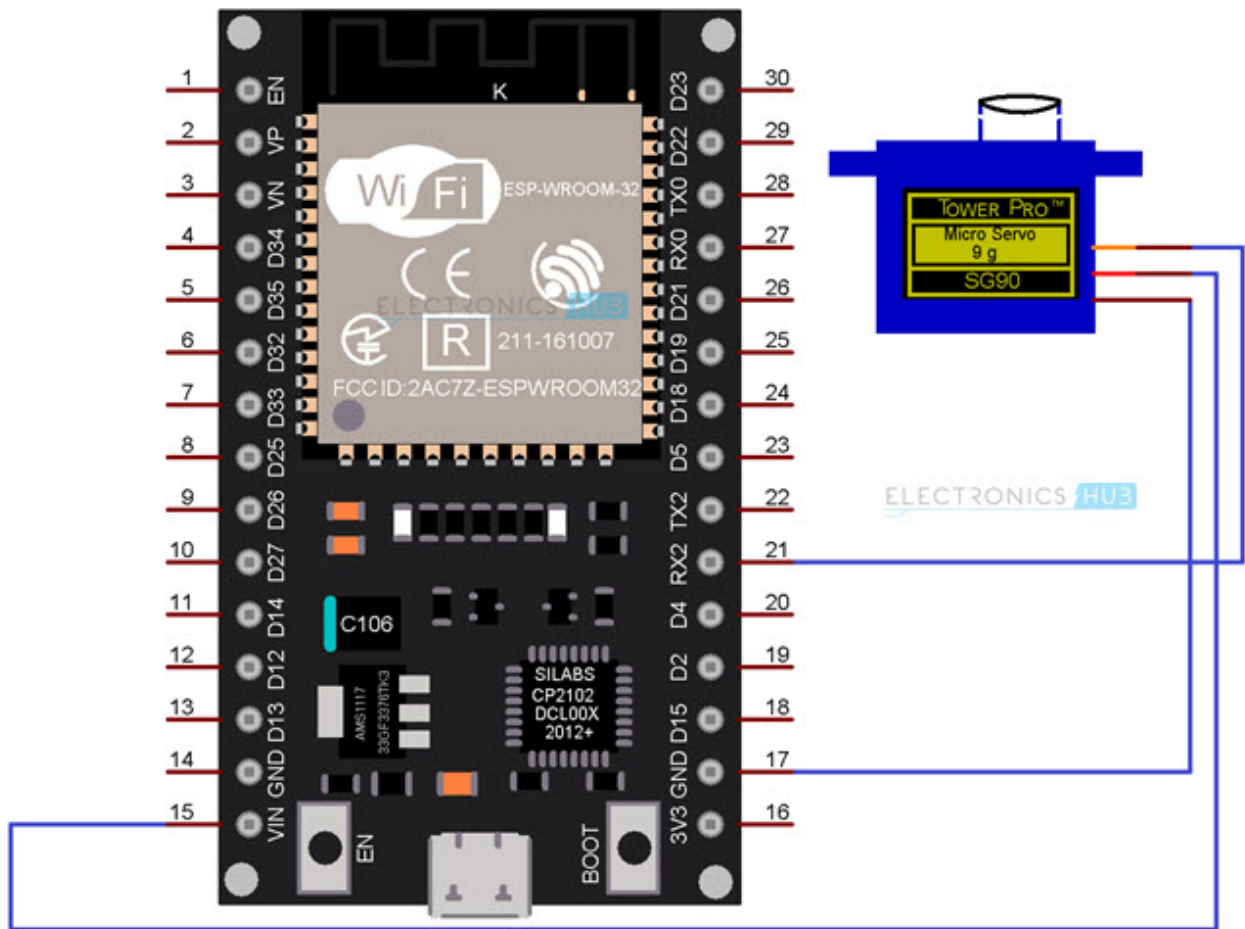 K
WiFi
ESP-WROOM-32
CE
ELECTRONICS HUB
R
211-161007
FCC ID:2AC7Z-ESPWROOM32
1 EN
2 VP
3 VN
4 D34
5 D35
6 D32
7 D33
8 D25
9 D26
10 D27
11 D14
12 D12
13 D13
14 GND
15 VIN
30 D23
29 D22
28 TX0
27 RX0
26 D21
25 D19
24 D18
23 D5
22 TX2
21 RX2
20 D4
19 D2
18 D15
17 GND
16 3V3
C106
AMS1117
33GF3376TK3
SILABS
CP2102
DCL00X
2012+
EN
BOOT
TOWER PRO™
Micro Servo
9 g
SG90
ELECTRONICS HUB